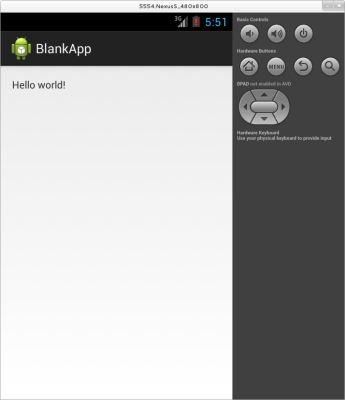 5554:NexusS_480x800
3G 5:51
BlankApp
Hello world!
Basic Controls
Hardware Buttons
MENU
DPAD not enabled in AVD
Hardware Keyboard
Use your physical keyboard to provide input